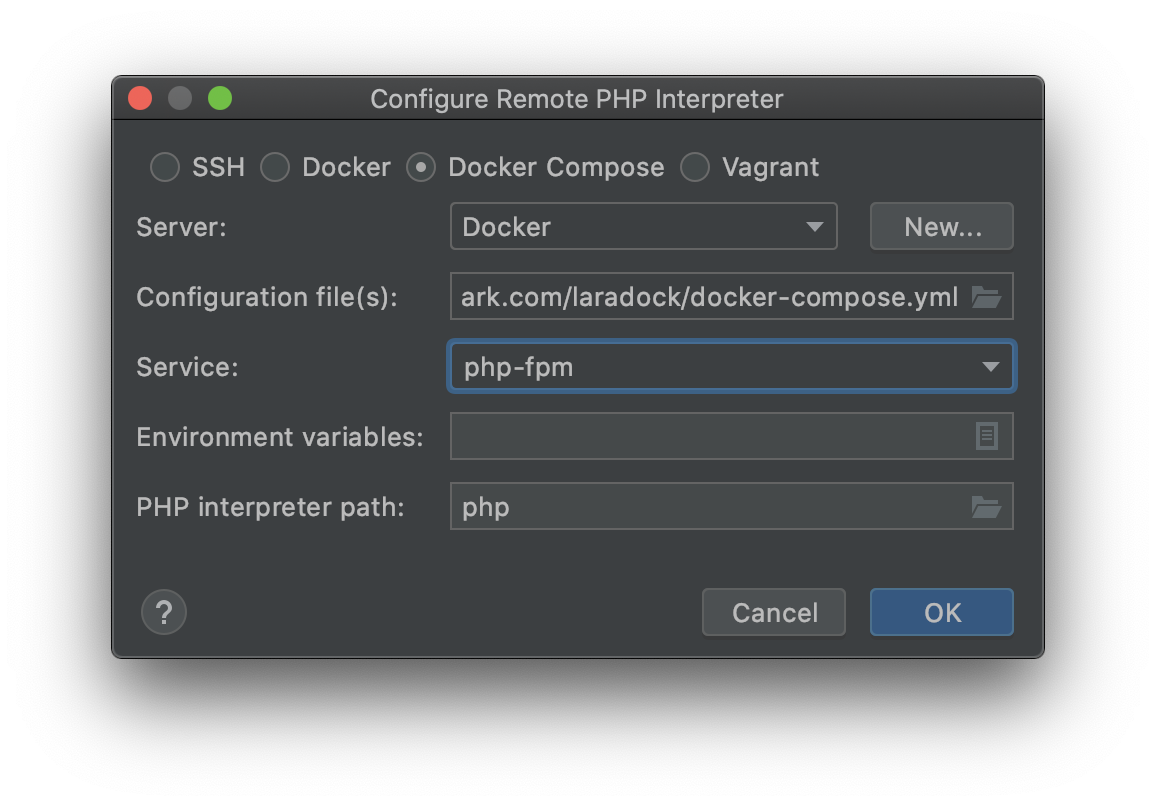 Configure Remote PHP Interpreter
SSH Docker Docker Compose Vagrant
Server: Docker New...
Configuration file(s): ark.com/laradock/docker-compose.yml
Service: php-fpm
Environment variables:
PHP interpreter path: php
? Cancel OK